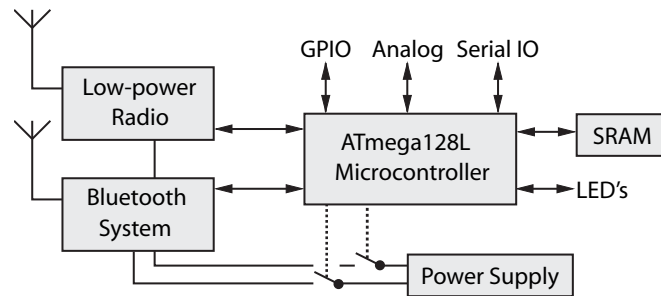 GPIO Analog Serial IO
Low-power
Radio
ATmega128L
Microcontroller
SRAM
Bluetooth
System
LED's
Power Supply